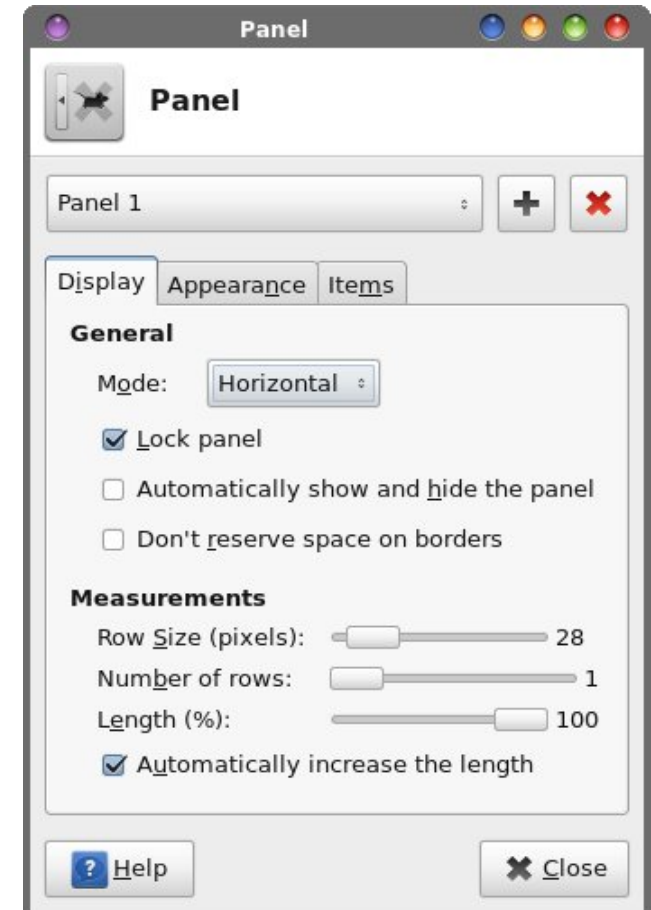 Panel
Panel
Panel 1
Display Appearance Items
General
Mode: Horizontal
Lock panel
Automatically show and hide the panel
Don't reserve space on borders
Measurements
Row Size (pixels): 28
Number of rows: 1
Length (%): 100
Automatically increase the length
? Help Close